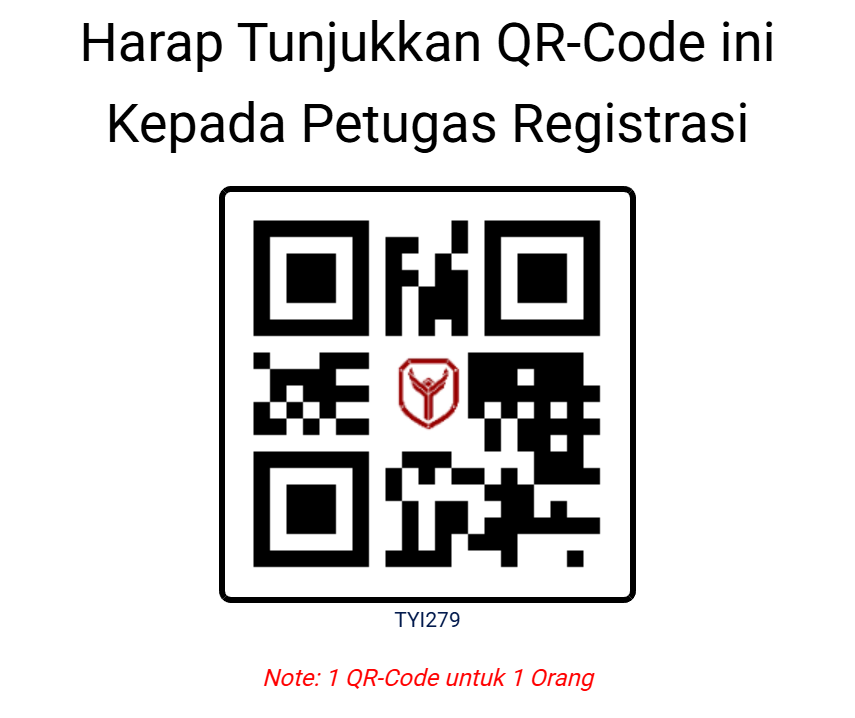 Harap Tunjukkan QR-Code ini
Kepada Petugas Registrasi
TYI279
Note: 1 QR-Code untuk 1 Orang